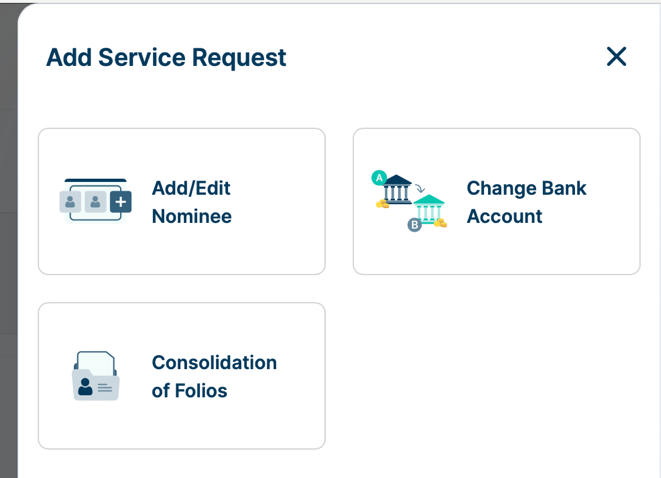 Add Service Request
Add/Edit
Nominee
A
B
Change Bank
Account
Consolidation
of Folios